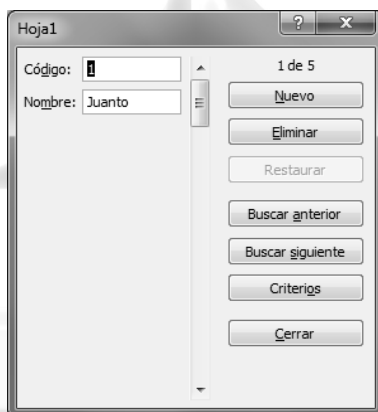 Hoja1
1 de 5
Código: 1
Nombre: Juanto
Nuevo
Eliminar
Restaurar
Buscar anterior
Buscar siguiente
Criterios
Cerrar